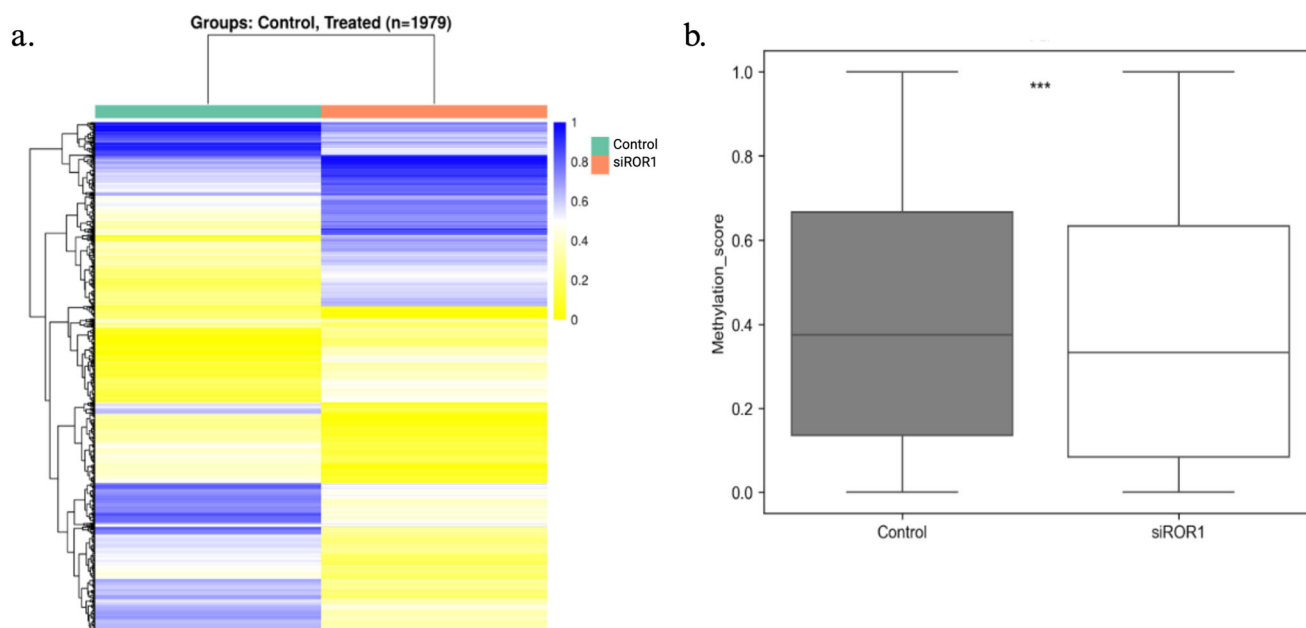 a.
Groups: Control, Treated (n=1979)
1
0.8
0.6
0.4
0.2
0
Control
siROR1
b.
***
1.0
0.8
0.6
0.4
0.2
0.0
Methylation_score
Control
siROR1